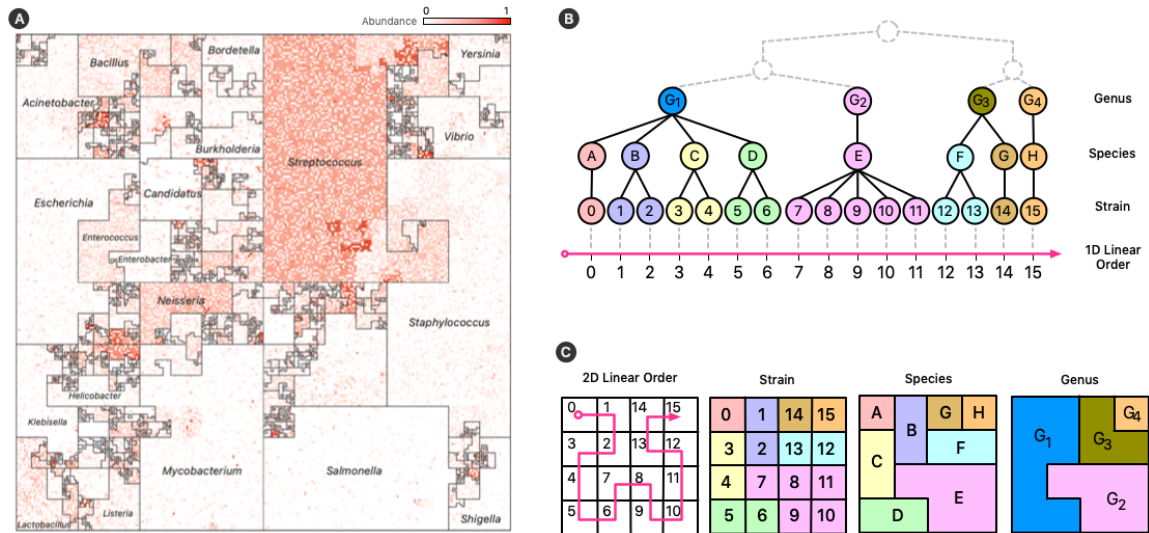 A
Abundance
0 1
Bordetella
Yersinia
Bacillus
Acinetobacter
Vibrio
Burkholderia
Streptococcus
Candidatus
Escherichia
Enterococcus
Enterobacter
Neisseria
Staphylococcus
Helicobacter
Klebisella
Mycobacterium
Salmonella
Listeria
Lactobacillus
Shigella
B
G1 G2 G3 G4
Genus
A B C D E F G H
Species
0 1 2 3 4 5 6 7 8 9 10 11 12 13 14 15
Strain
1D Linear
Order
0 1 2 3 4 5 6 7 8 9 10 11 12 13 14 15
C
2D Linear Order
0 1 14 15
3 2 13 12
4 7 8 11
5 6 9 10
Strain
0 1 14 15
3 2 13 12
4 7 8 11
5 6 9 10
Species
A B G H
C F
E
D
Genus
G1 G3 G4
G2